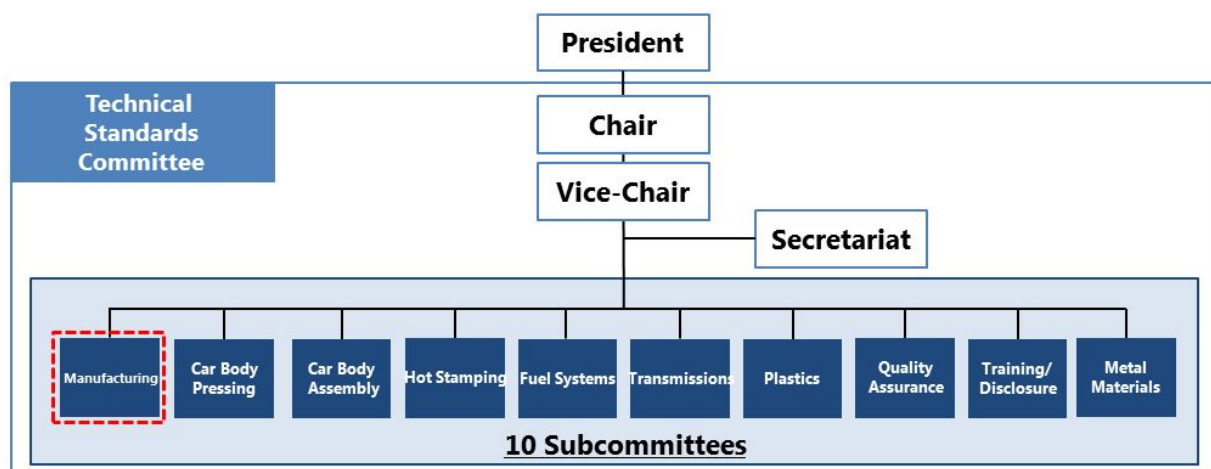 President
Technical
Standards
Committee
Chair
Vice-Chair
Secretariat
Manufacturing
Car Body
Pressing
Car Body
Assembly
Hot Stamping
Fuel Systems
Transmissions
Plastics
Quality
Assurance
Training/
Disclosure
Metal
Materials
10 Subcommittees